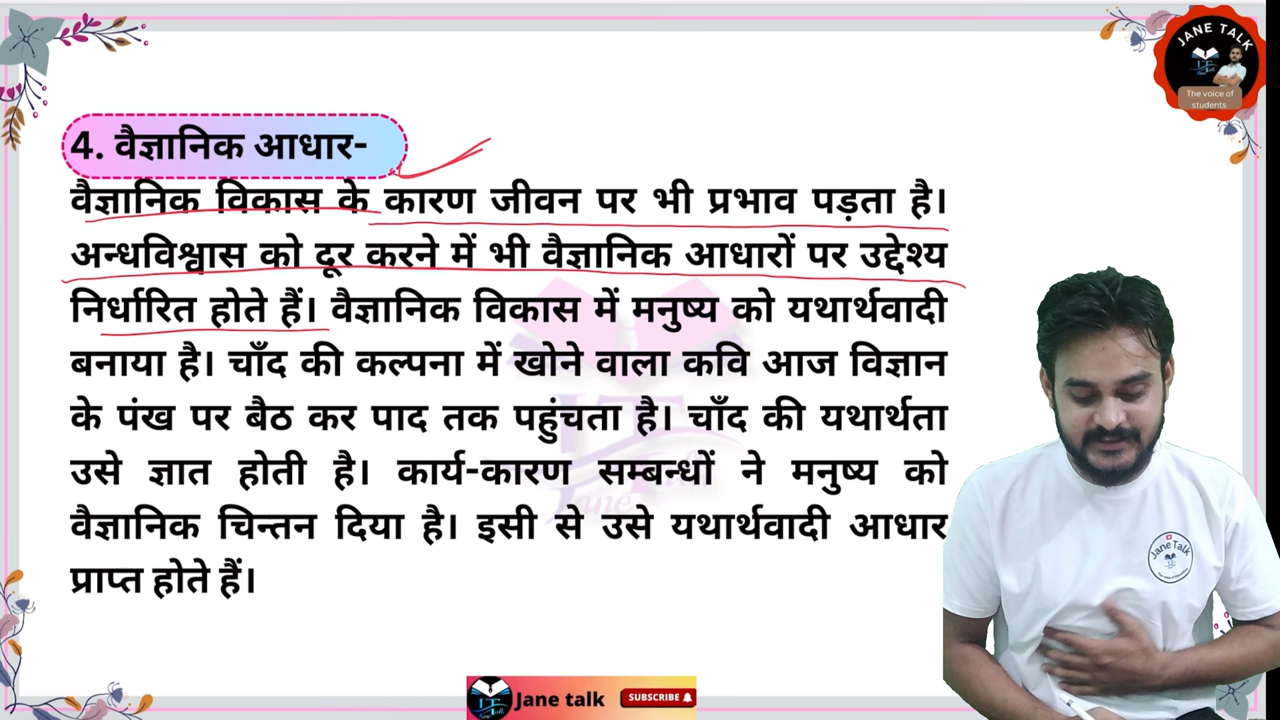 JANE TALK
The voice of
students
4. वैज्ञानिक आधार-
वैज्ञानिक विकास के कारण जीवन पर भी प्रभाव पड़ता है।
अन्धविश्वास को दूर करने में भी वैज्ञानिक आधारों पर उद्देश्य
निर्धारित होते हैं। वैज्ञानिक विकास में मनुष्य को यथार्थवादी
बनाया है। चाँद की कल्पना में खोने वाला कवि आज विज्ञान
के पंख पर बैठ कर पाद तक पहुंचता है। चाँद की यथार्थता
उसे ज्ञात होती है। कार्य-कारण सम्बन्धों ने मनुष्य को
वैज्ञानिक चिन्तन दिया है। इसी से उसे यथार्थवादी आधार
प्राप्त होते हैं।
Jane Talk
Jane talk
SUBSCRIBE